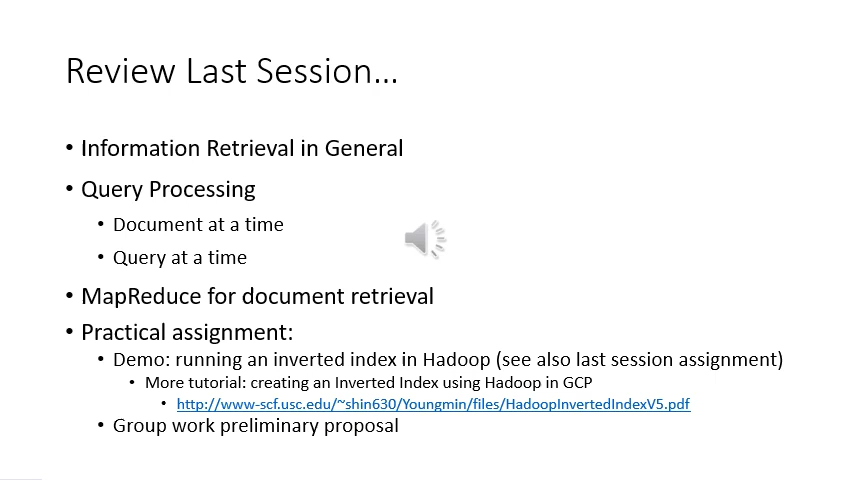 Review Last Session...
• Information Retrieval in General
• Query Processing
• Document at a time
• Query at a time
• MapReduce for document retrieval
• Practical assignment:
• Demo: running an inverted index in Hadoop (see also last session assignment)
• More tutorial: creating an Inverted Index using Hadoop in GCP
• http://www-scf.usc.edu/~shin630/Youngmin/files/HadoopInvertedIndexV5.pdf
• Group work preliminary proposal